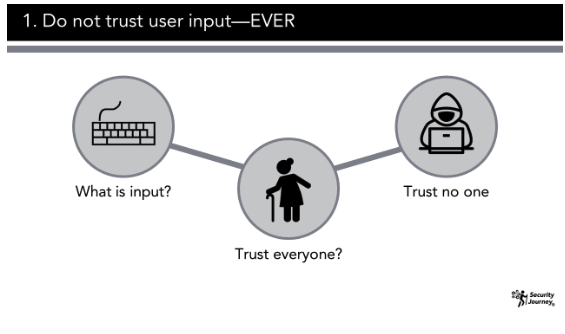 1. Do not trust user input—EVER
What is input?
Trust everyone?
Trust no one
Security
Journey